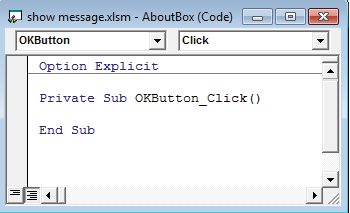 show message.xlsm - AboutBox (Code)
OKButton Click
Option Explicit
Private Sub OKButton_Click()
End Sub